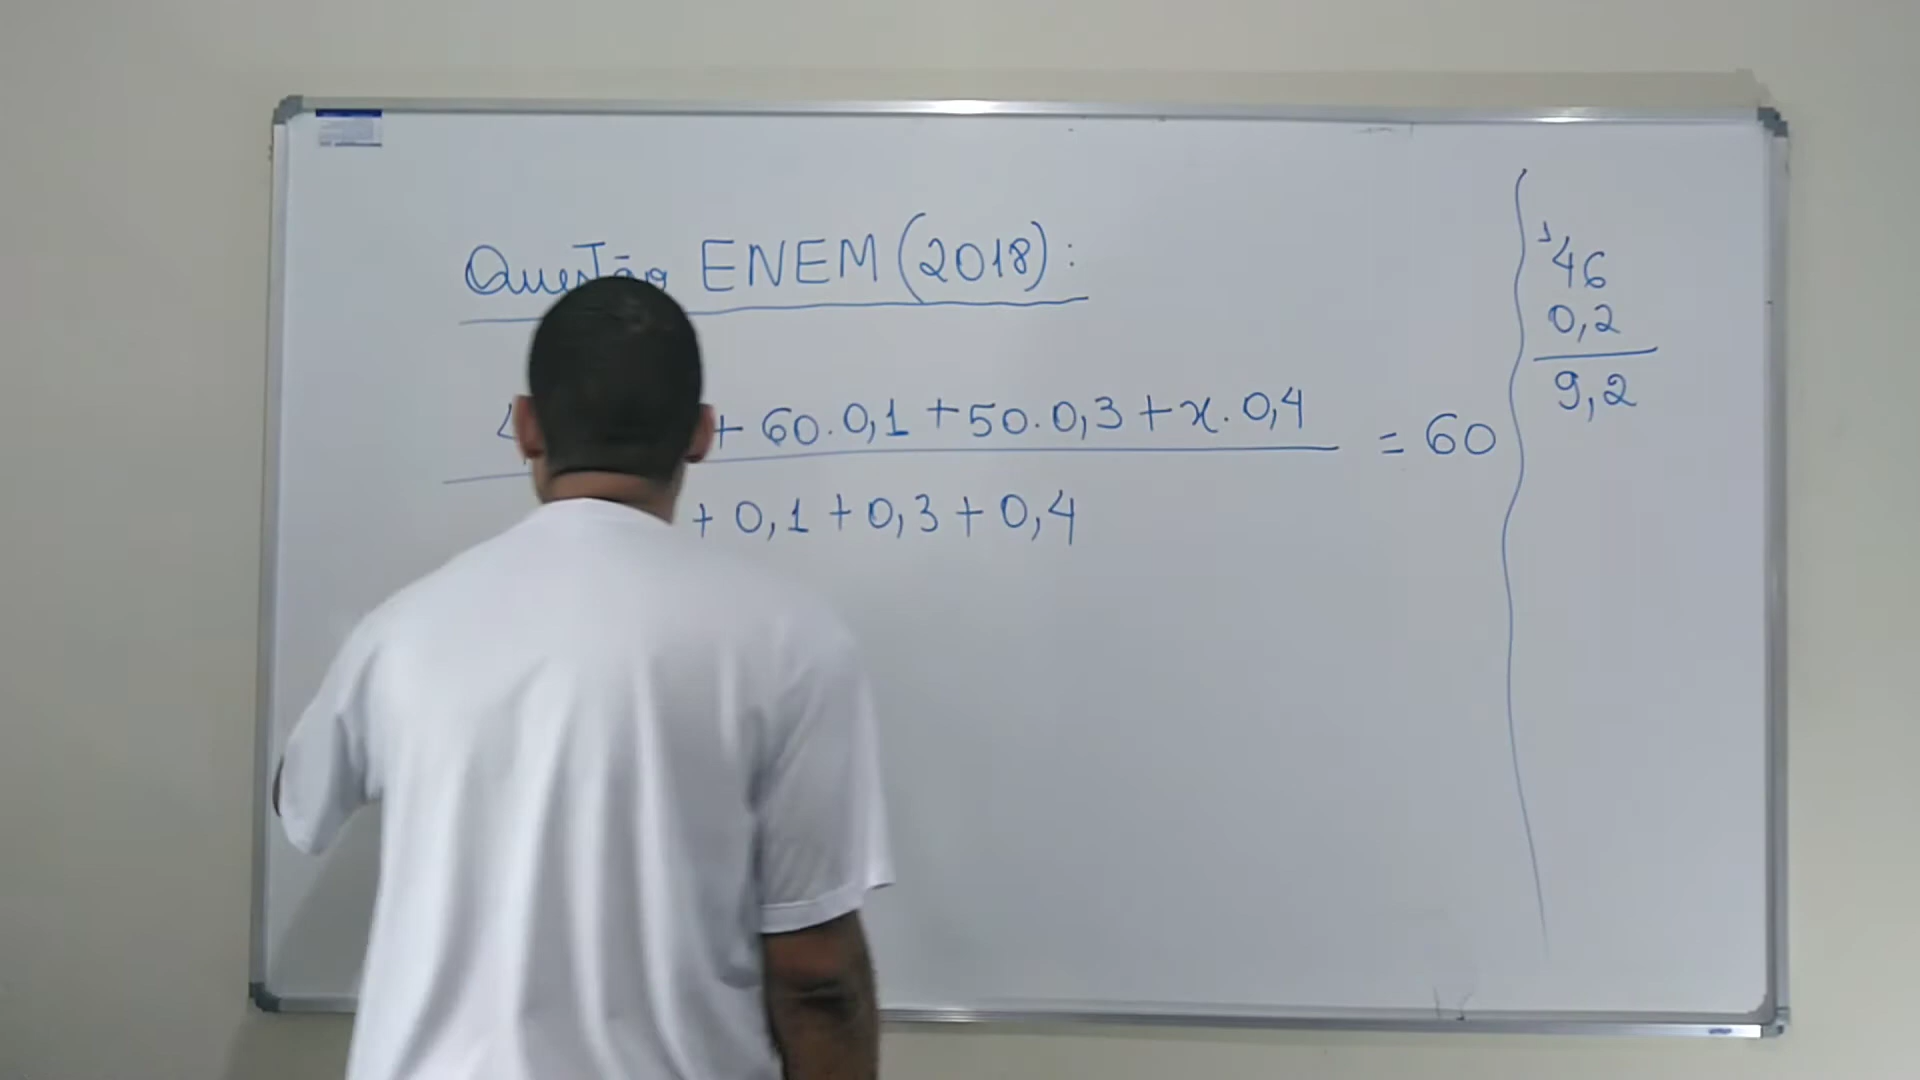 Questão ENEM (2018):
+ 60.0,1 + 50.0,3 + x.0,4
= 60
+ 0,1 + 0,3 + 0,4
46
0,2
9,2